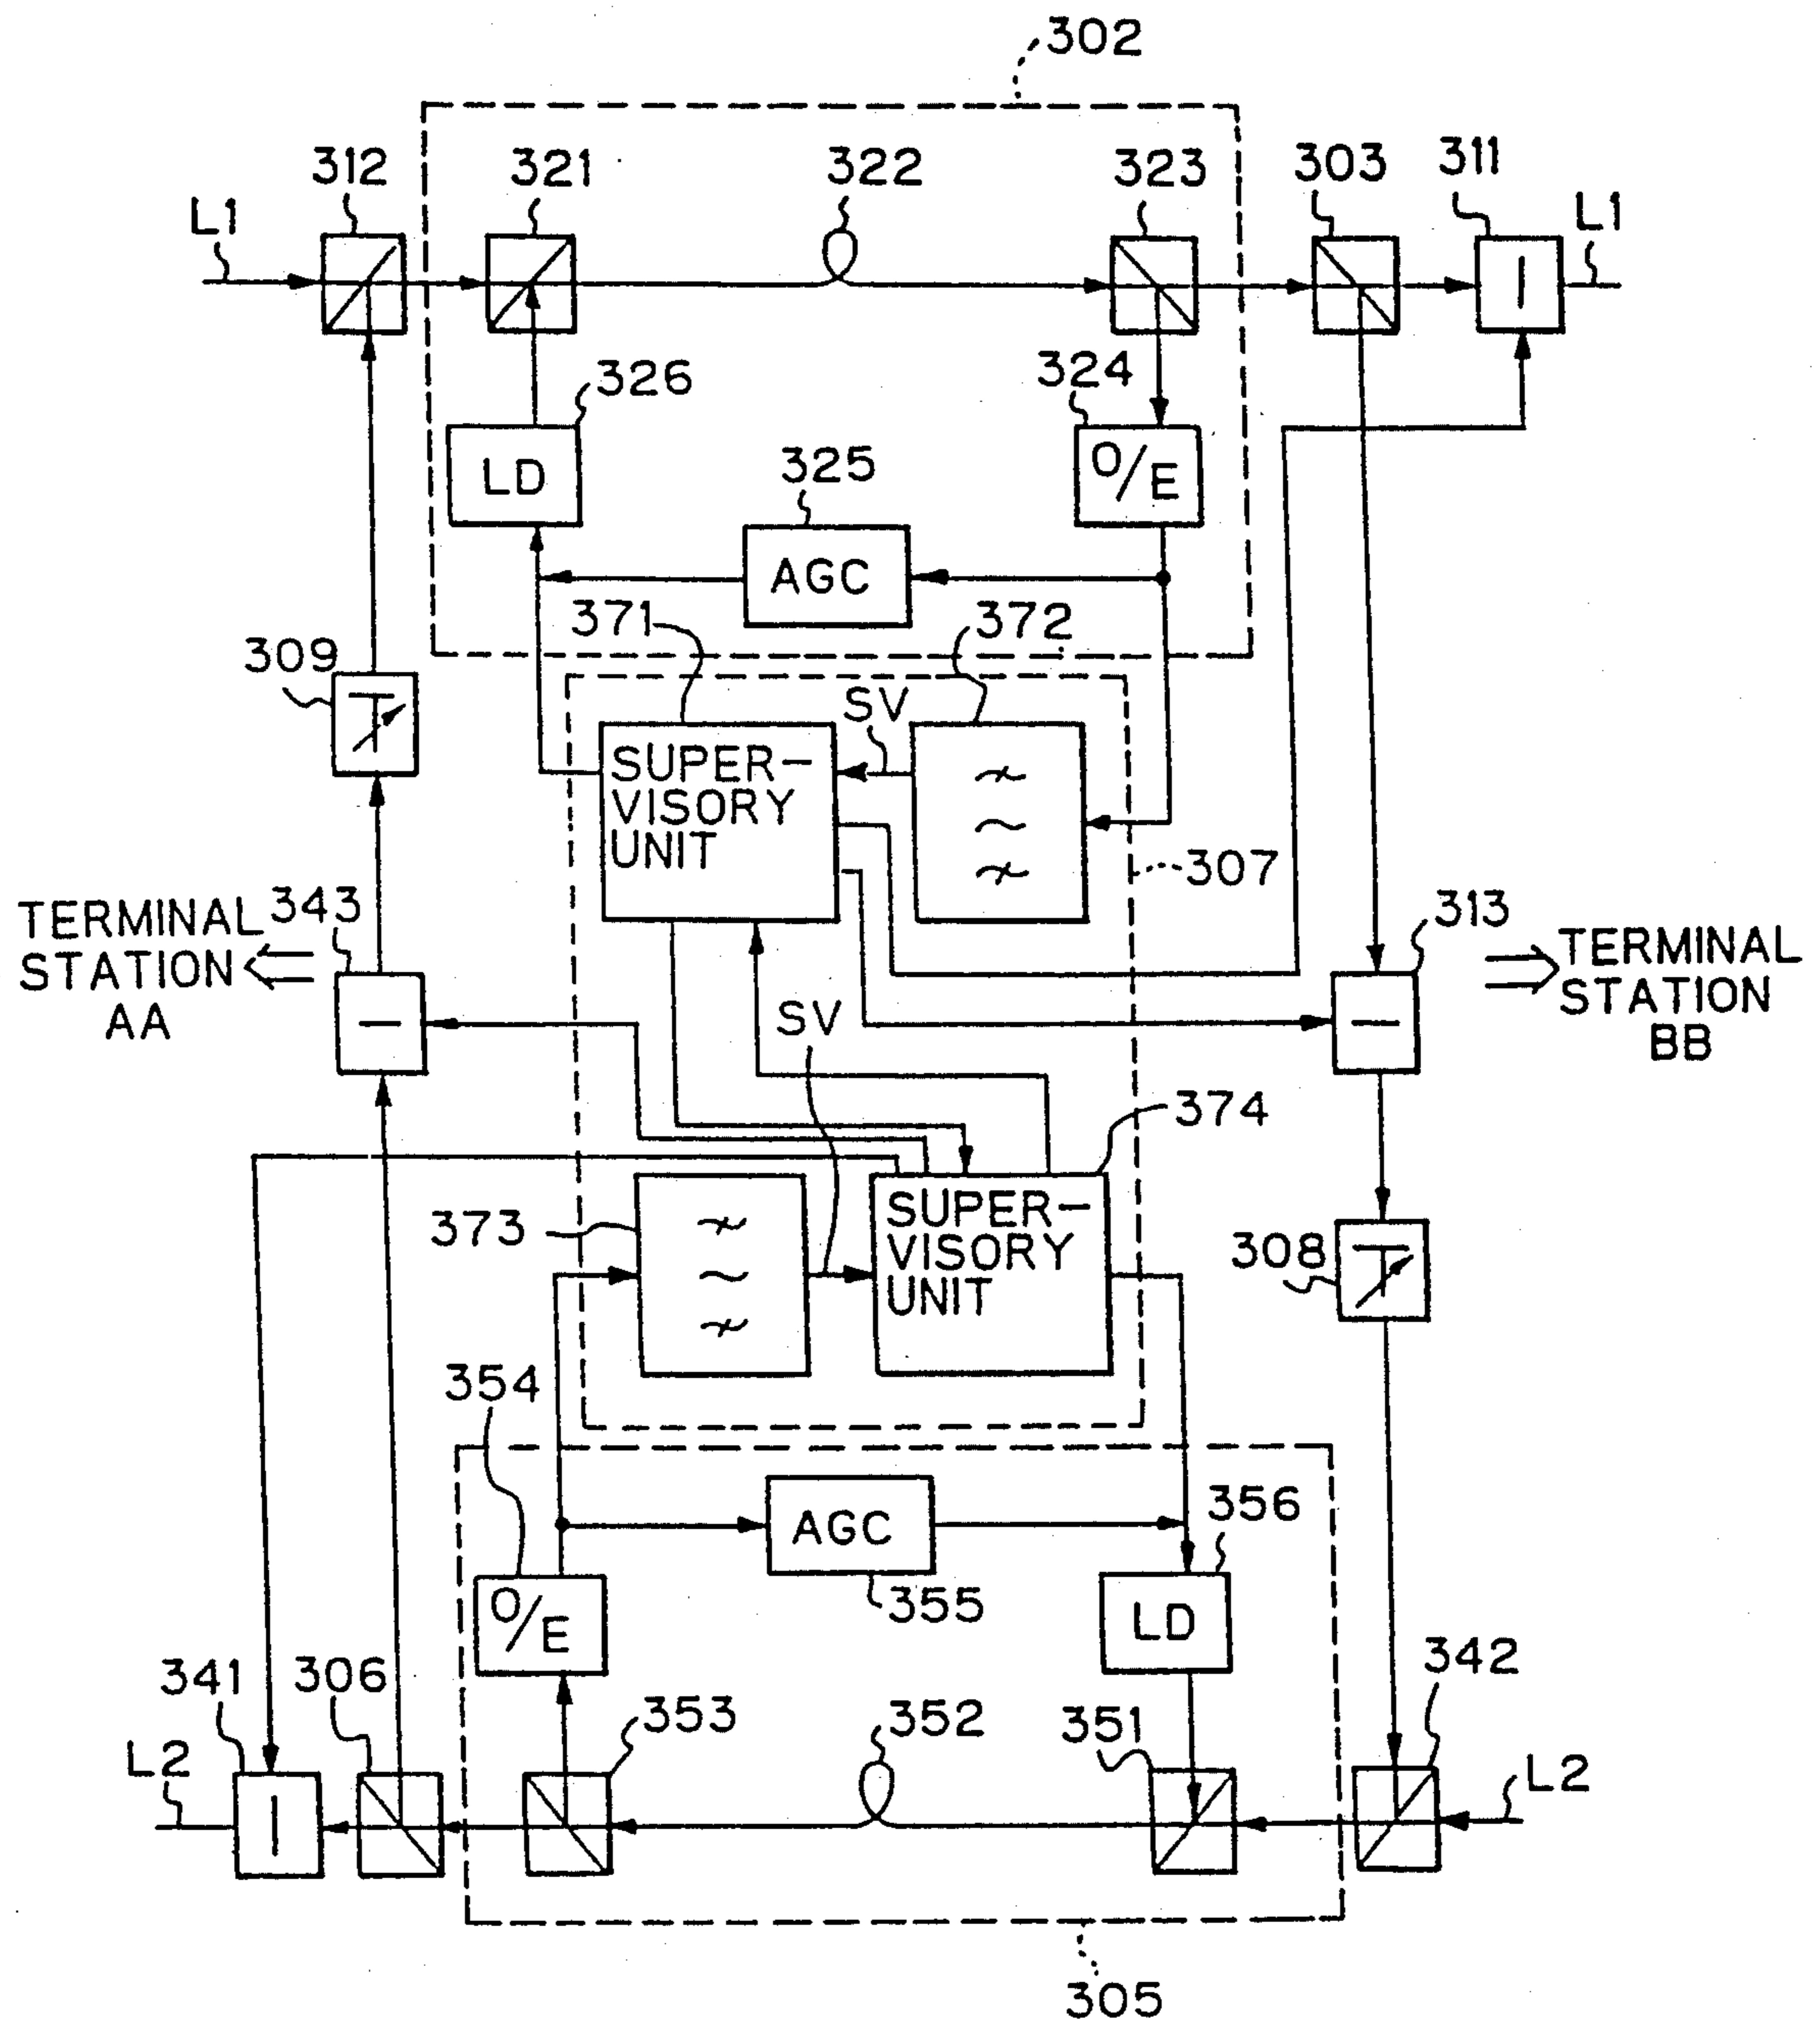 302
312
321
322
323
303
311
L1
L1
326
324
LD
325
O/E
AGC
371
372
309
SV
SUPER-
VISORY
UNIT
307
343
TERMINAL
STATION
AA
313
TERMINAL
STATION
BB
SV
374
373
SUPER-
VISORY
UNIT
308
354
AGC
356
355
O/E
LD
341
306
353
352
351
342
L2
L2
305